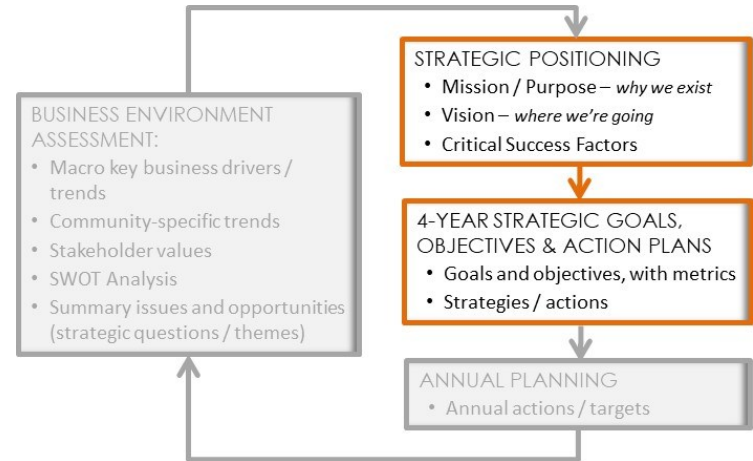 STRATEGIC POSITIONING
• Mission / Purpose – why we exist
• Vision – where we're going
• Critical Success Factors
BUSINESS ENVIRONMENT
ASSESSMENT:
• Macro key business drivers /
trends
• Community-specific trends
• Stakeholder values
• SWOT Analysis
• Summary issues and opportunities
(strategic questions / themes)
4-YEAR STRATEGIC GOALS,
OBJECTIVES & ACTION PLANS
• Goals and objectives, with metrics
• Strategies / actions
ANNUAL PLANNING
• Annual actions / targets